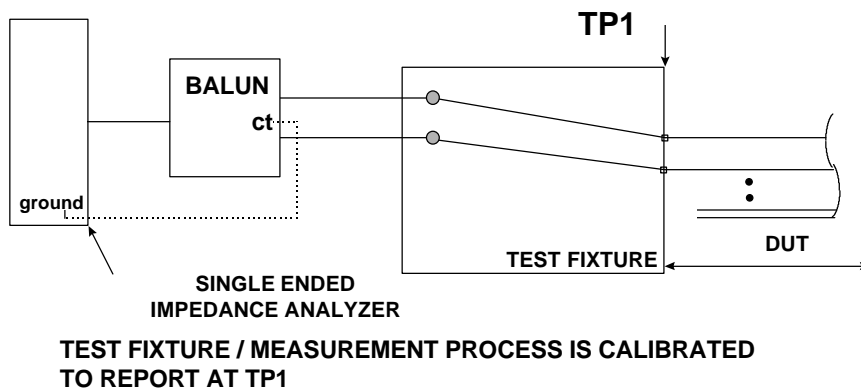 TP1
BALUN
ct
ground
TEST FIXTURE
DUT
SINGLE ENDED
IMPEDANCE ANALYZER
TEST FIXTURE / MEASUREMENT PROCESS IS CALIBRATED
TO REPORT AT TP1